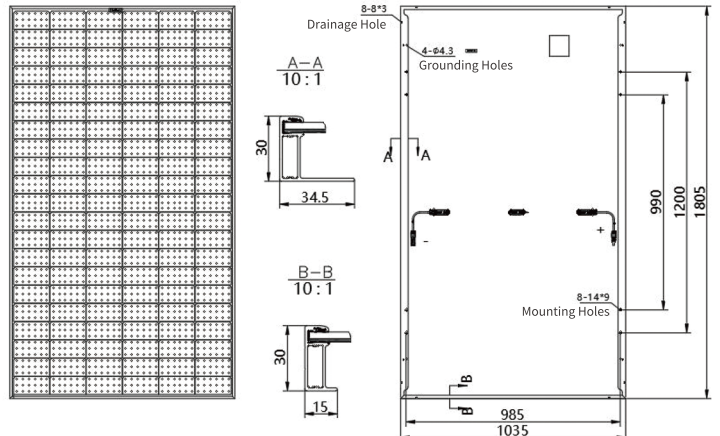 8-8*3
Drainage Hole
4-Φ4.3
Grounding Holes
A-A
10:1
30
34.5
A
A
990
1200
1805
-
+
B-B
10:1
30
15
8-14*9
Mounting Holes
B
B
985
1035